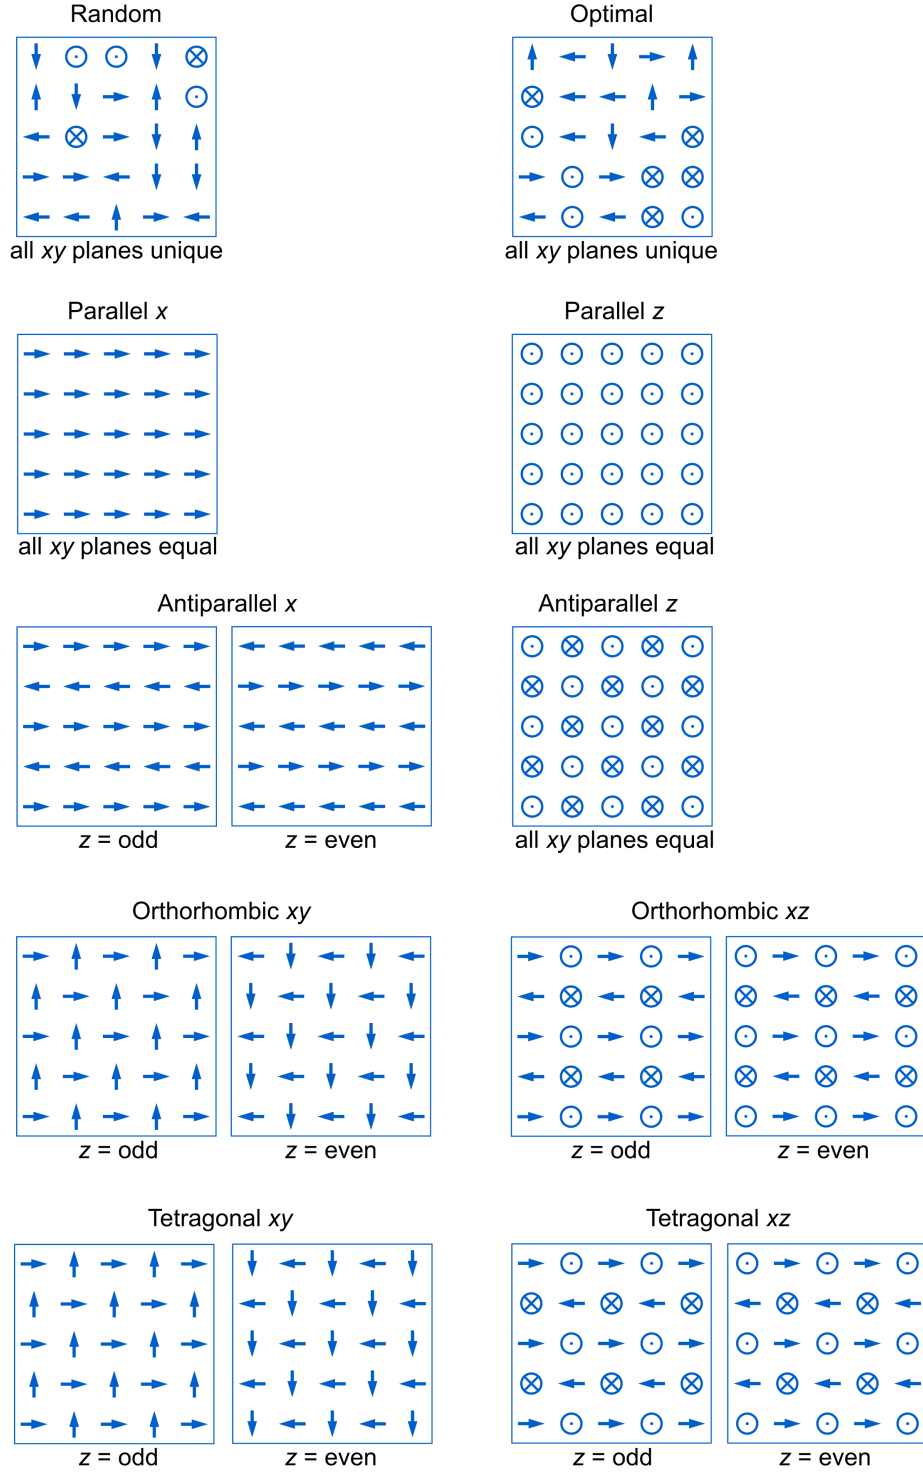 Random
Optimal
all xy planes unique
all xy planes unique
Parallel x
Parallel z
all xy planes equal
all xy planes equal
Antiparallel x
Antiparallel z
z = odd
z = even
all xy planes equal
Orthorhombic xy
Orthorhombic xz
z = odd
z = even
z = odd
z = even
Tetragonal xy
Tetragonal xz
z = odd
z = even
z = odd
z = even